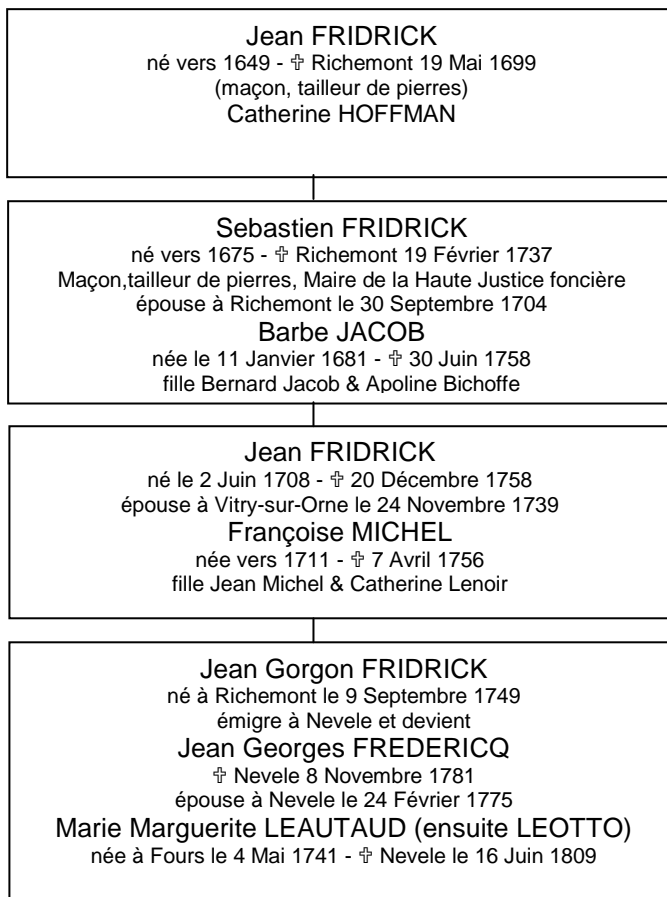 Jean FRIDRICK
né vers 1649 - ✞ Richemont 19 Mai 1699
(maçon, tailleur de pierres)
Catherine HOFFMAN
Sebastien FRIDRICK
né vers 1675 - ✞ Richemont 19 Février 1737
Maçon,tailleur de pierres, Maire de la Haute Justice foncière
épouse à Richemont le 30 Septembre 1704
Barbe JACOB
née le 11 Janvier 1681 - ✞ 30 Juin 1758
fille Bernard Jacob & Apoline Bichoffe
Jean FRIDRICK
né le 2 Juin 1708 - ✞ 20 Décembre 1758
épouse à Vitry-sur-Orne le 24 Novembre 1739
Françoise MICHEL
née vers 1711 - ✞ 7 Avril 1756
fille Jean Michel & Catherine Lenoir
Jean Gorgon FRIDRICK
né à Richemont le 9 Septembre 1749
émigre à Nevele et devient
Jean Georges FREDERICQ
✞ Nevele 8 Novembre 1781
épouse à Nevele le 24 Février 1775
Marie Marguerite LEAUTAUD (ensuite LEOTTO)
née à Fours le 4 Mai 1741 - ✞ Nevele le 16 Juin 1809